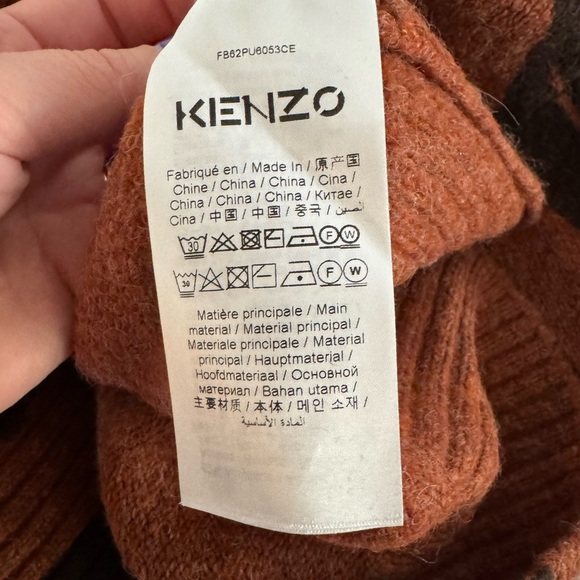 FB62PU6053CE
KENZO
Fabriqué en / Made In / 原产国
Chine / China / China / Cina /
China / China / China / Китае /
Cina / 中国 / 中国 / 중국 / الصين
30
30
Matière principale / Main
material / Material principal /
Materiale principale / Material
principal / Hauptmaterial /
Hoofdmateriaal / Основной
материал / Bahan utama /
主要材质 / 本体 / 메인 소재 /
المادة الأساسية